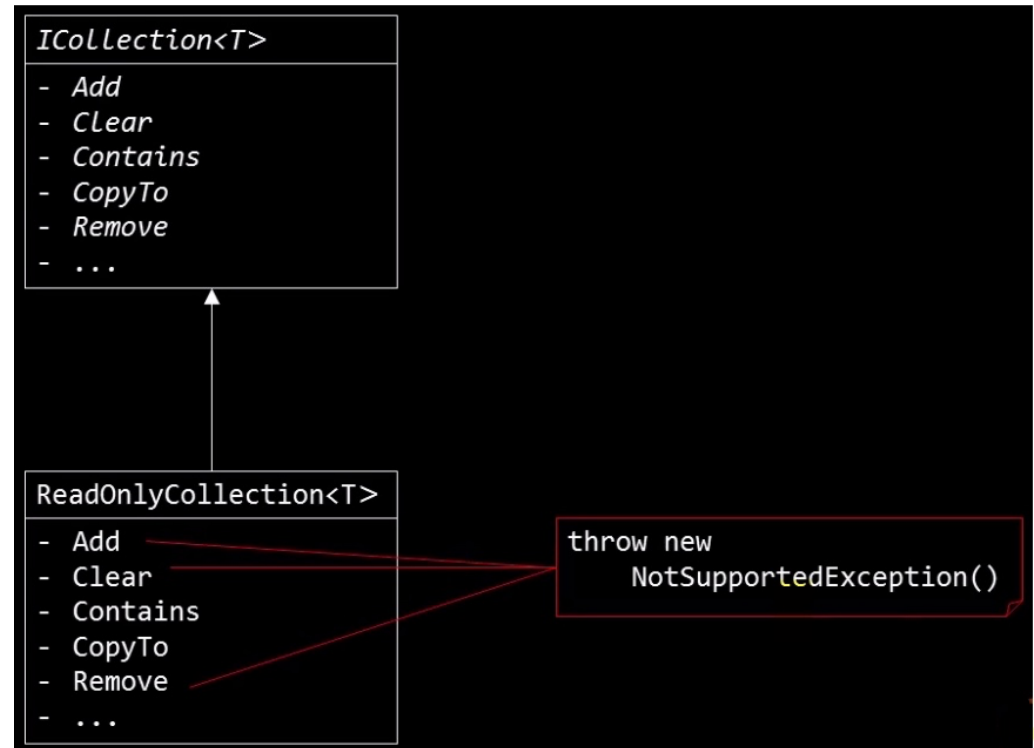 ICollection<T>
- Add
- Clear
- Contains
- CopyTo
- Remove
- ...
ReadOnlyCollection<T>
- Add
- Clear
- Contains
- CopyTo
- Remove
- ...
throw new
NotSupportedException()